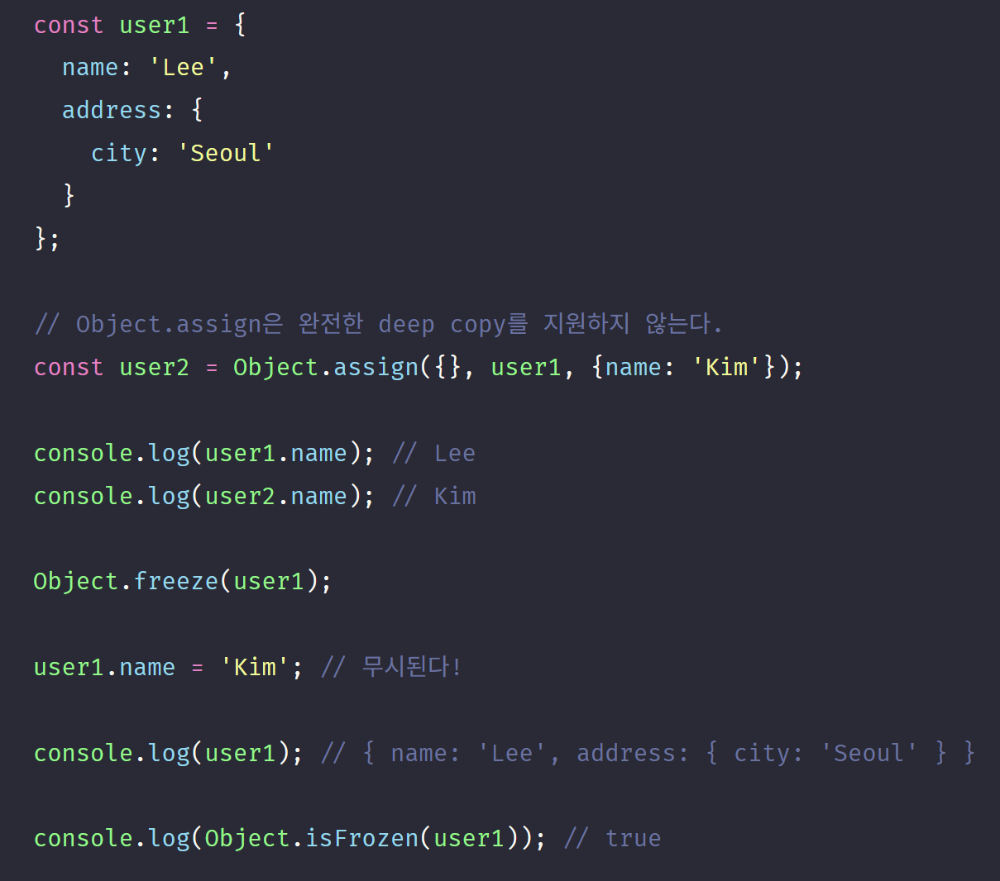 const user1 = {
  name: 'Lee',
  address: {
    city: 'Seoul'
  }
};
// Object.assign은 완전한 deep copy를 지원하지 않는다.
const user2 = Object.assign({}, user1, {name: 'Kim'});
console.log(user1.name); // Lee
console.log(user2.name); // Kim
Object.freeze(user1);
user1.name = 'Kim'; // 무시된다!
console.log(user1); // { name: 'Lee', address: { city: 'Seoul' } }
console.log(Object.isFrozen(user1)); // true